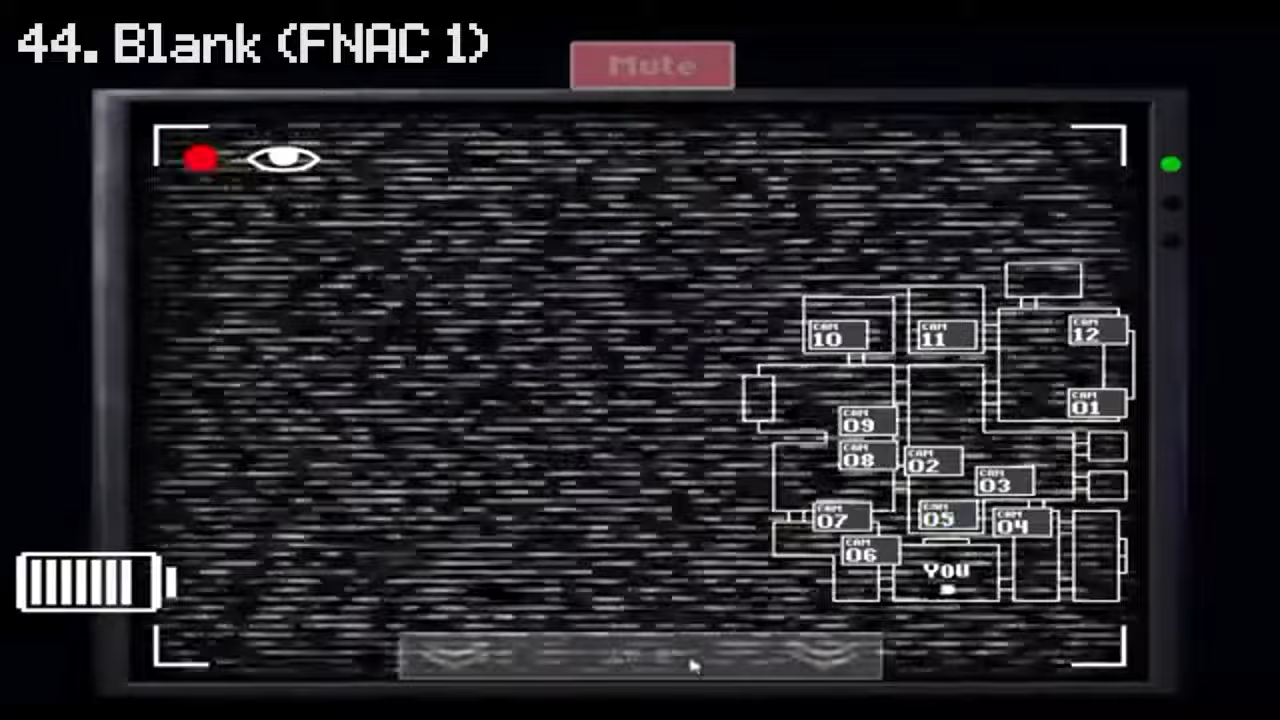 44. Blank (FNAC 1)
Mute
CAM 10
CAM 11
CAM 12
CAM 01
CAM 09
CAM 08
CAM 02
CAM 03
CAM 07
CAM 05
CAM 04
CAM 06
YOU